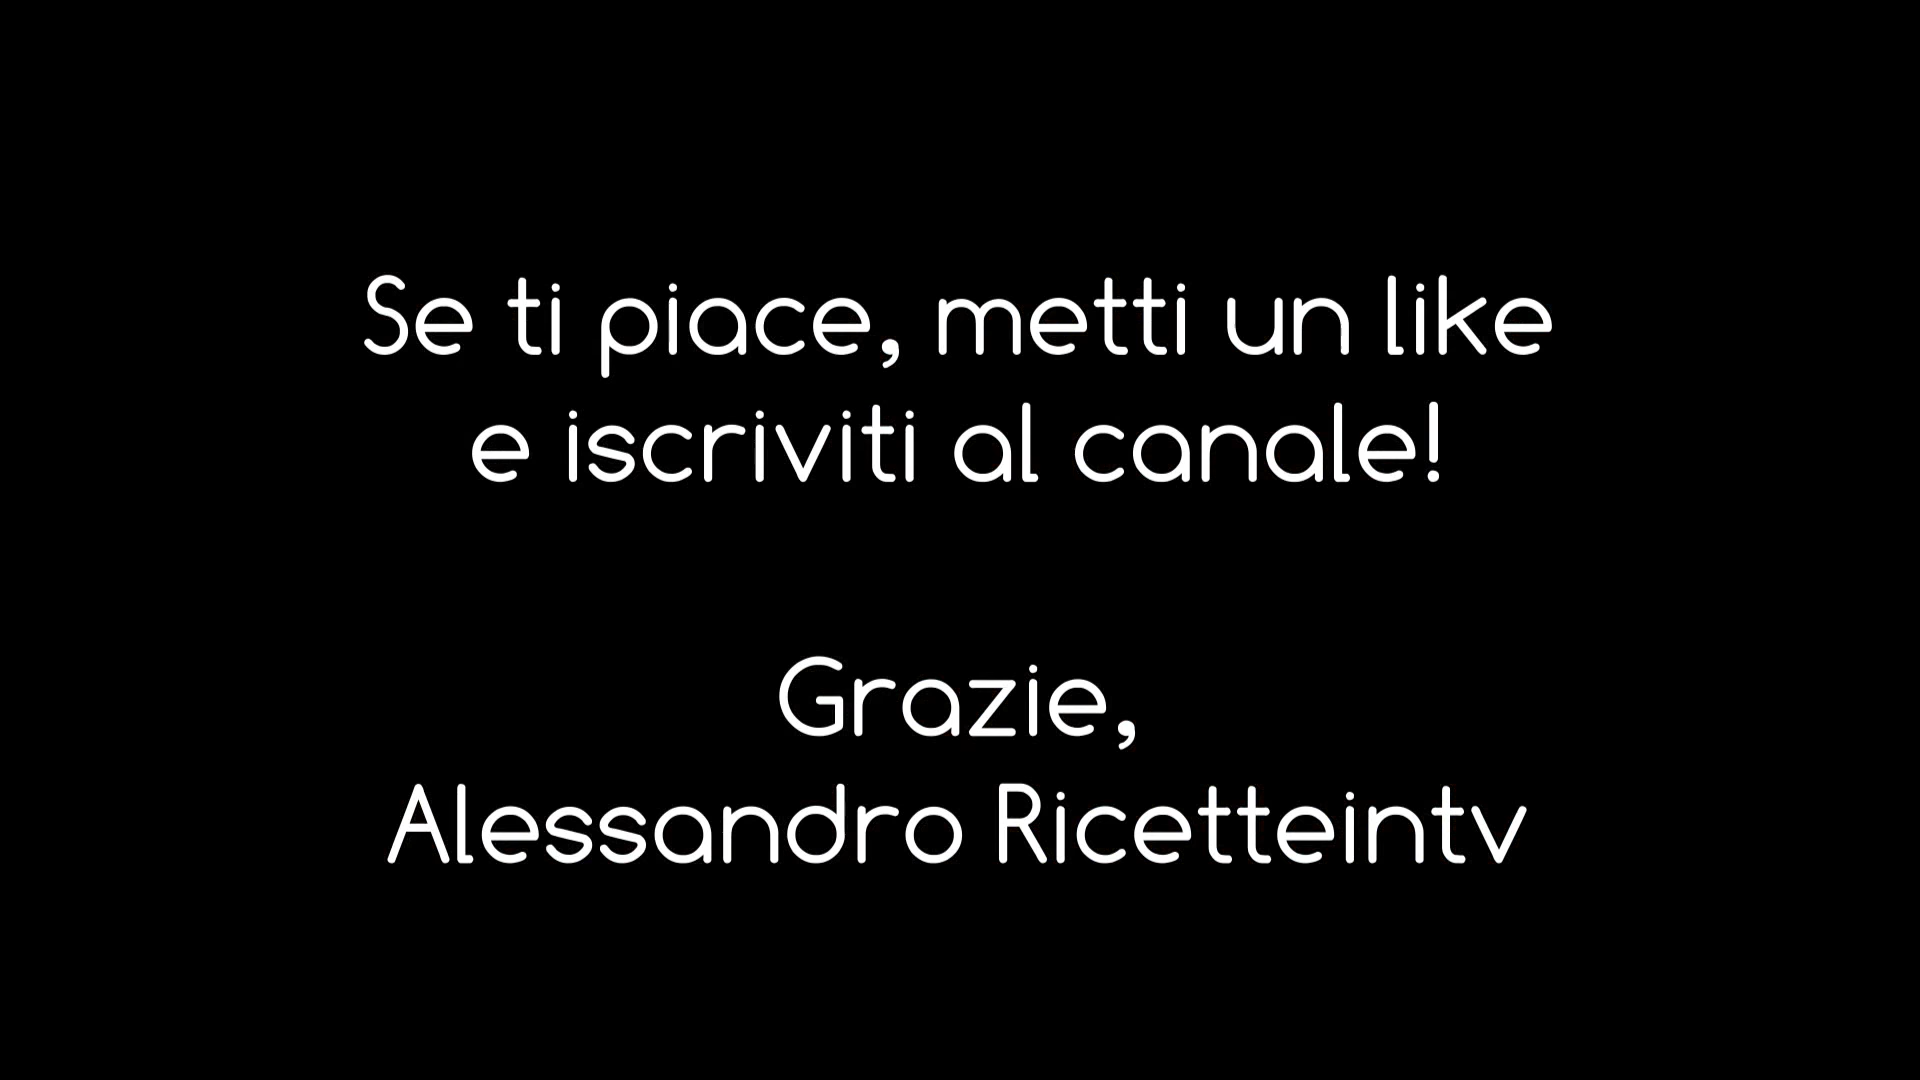 Se ti piace, metti un like
e iscriviti al canale!
Grazie,
Alessandro Ricetteintv